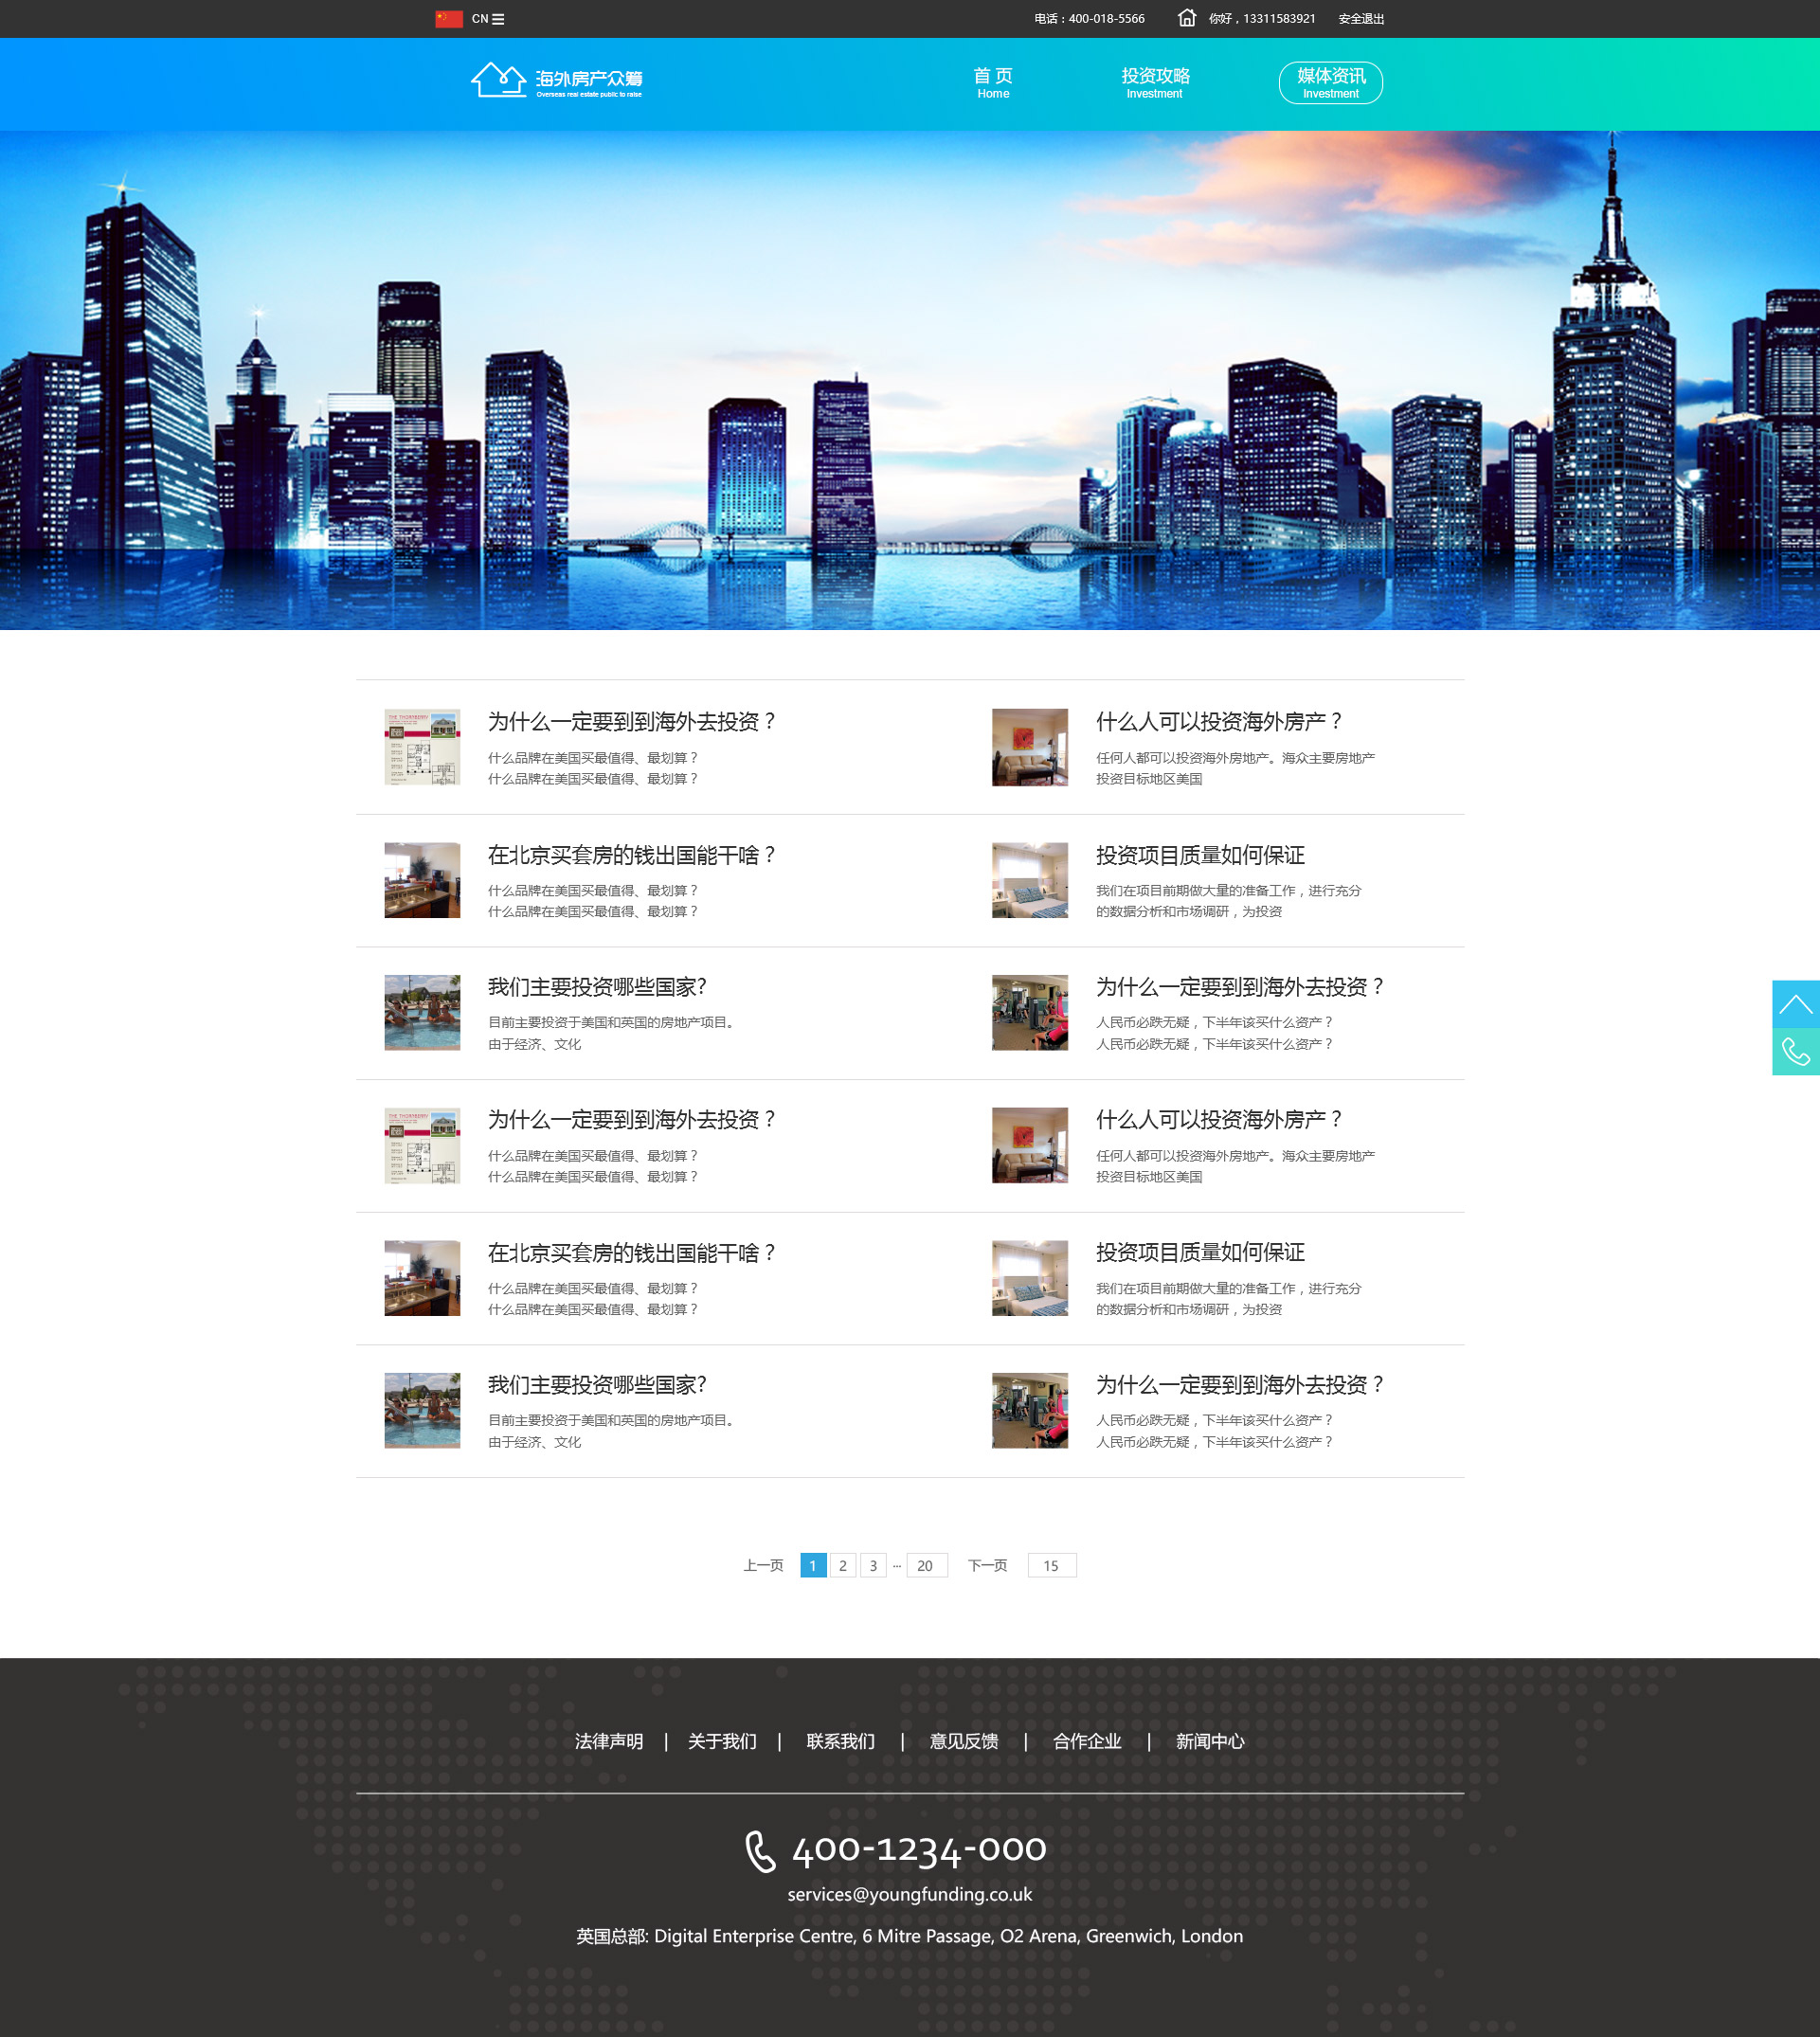 CN
电话：400-018-5566
你好，13311583921
安全退出
海外房产众筹
Overseas real estate public to raise
首 页
Home
投资攻略
Investment
媒体资讯
Investment
为什么一定要到到海外去投资？
什么品牌在美国买最值得、最划算？
什么品牌在美国买最值得、最划算？
什么人可以投资海外房产？
任何人都可以投资海外房地产。海众主要房地产
投资目标地区美国
在北京买套房的钱出国能干啥？
什么品牌在美国买最值得、最划算？
什么品牌在美国买最值得、最划算？
投资项目质量如何保证
我们在项目前期做大量的准备工作，进行充分
的数据分析和市场调研，为投资
我们主要投资哪些国家?
目前主要投资于美国和英国的房地产项目。
由于经济、文化
为什么一定要到到海外去投资？
人民币必跌无疑，下半年该买什么资产？
人民币必跌无疑，下半年该买什么资产？
为什么一定要到到海外去投资？
什么品牌在美国买最值得、最划算？
什么品牌在美国买最值得、最划算？
什么人可以投资海外房产？
任何人都可以投资海外房地产。海众主要房地产
投资目标地区美国
在北京买套房的钱出国能干啥？
什么品牌在美国买最值得、最划算？
什么品牌在美国买最值得、最划算？
投资项目质量如何保证
我们在项目前期做大量的准备工作，进行充分
的数据分析和市场调研，为投资
我们主要投资哪些国家?
目前主要投资于美国和英国的房地产项目。
由于经济、文化
为什么一定要到到海外去投资？
人民币必跌无疑，下半年该买什么资产？
人民币必跌无疑，下半年该买什么资产？
上一页 1 2 3 ... 20 下一页 15
法律声明 | 关于我们 | 联系我们 | 意见反馈 | 合作企业 | 新闻中心
400-1234-000
services@youngfunding.co.uk
英国总部: Digital Enterprise Centre, 6 Mitre Passage, O2 Arena, Greenwich, London